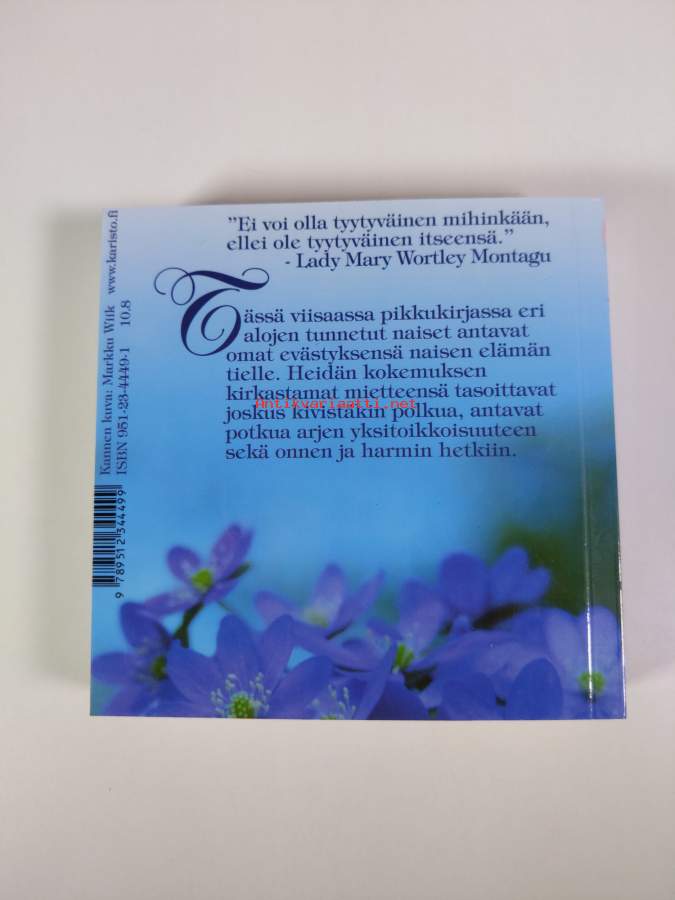 ”Ei voi olla tyytyväinen mihinkään,
ellei ole tyytyväinen itseensä.”
- Lady Mary Wortley Montagu
Tässä viisaassa pikkukirjassa eri
alojen tunnetut naiset antavat
omat evästyksensä naisen elämän
tielle. Heidän kokemuksen
kirkastamat mietteensä tasoittavat
joskus kivistäkin polkua, antavat
potkua arjen yksitoikkoisuuteen
sekä onnen ja harmin hetkiin.
Antikvariaatti.net
Kannen kuva: Markku Wiik www.karisto.fi
ISBN 951-23-4449-1 10,8
9 789512 344499